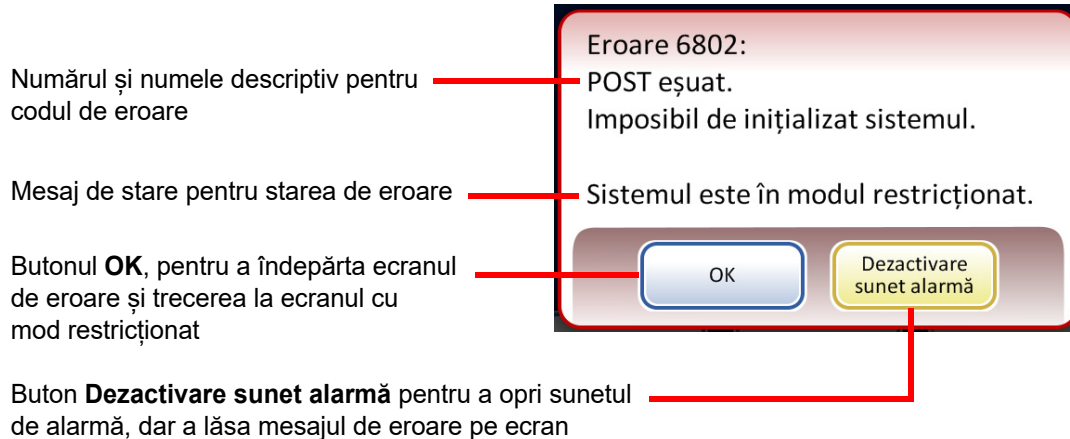 Numărul și numele descriptiv pentru
codul de eroare
Mesaj de stare pentru starea de eroare
Butonul OK, pentru a îndepărta ecranul
de eroare și trecerea la ecranul cu
mod restricționat
Buton Dezactivare sunet alarmă pentru a opri sunetul
de alarmă, dar a lăsa mesajul de eroare pe ecran
Eroare 6802:
POST eșuat.
Imposibil de inițializat sistemul.
Sistemul este în modul restricționat.
OK
Dezactivare
sunet alarmă